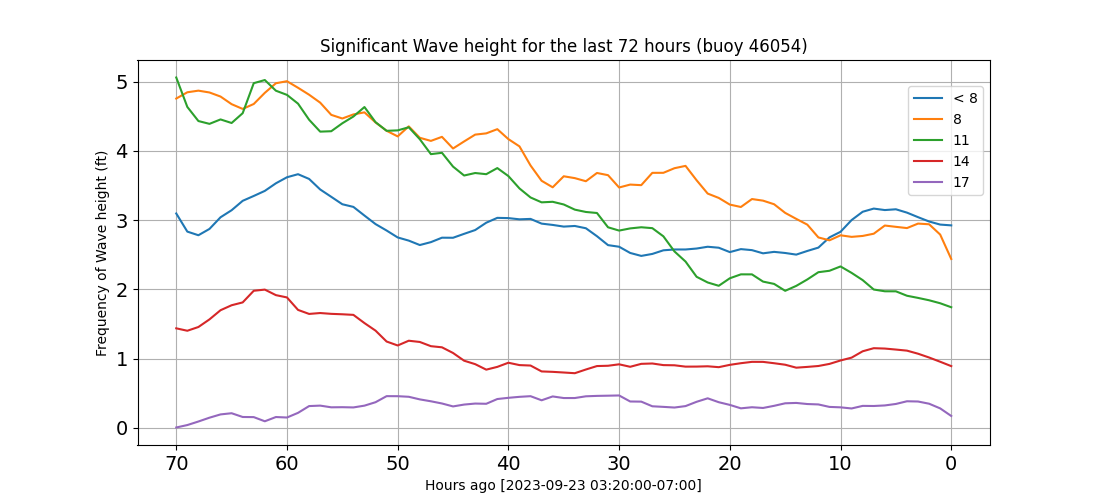 Significant Wave height for the last 72 hours (buoy 46054)
Frequency of Wave height (ft)
5
4
3
2
1
0
< 8
8
11
14
17
70 60 50 40 30 20 10 0
Hours ago [2023-09-23 03:20:00-07:00]